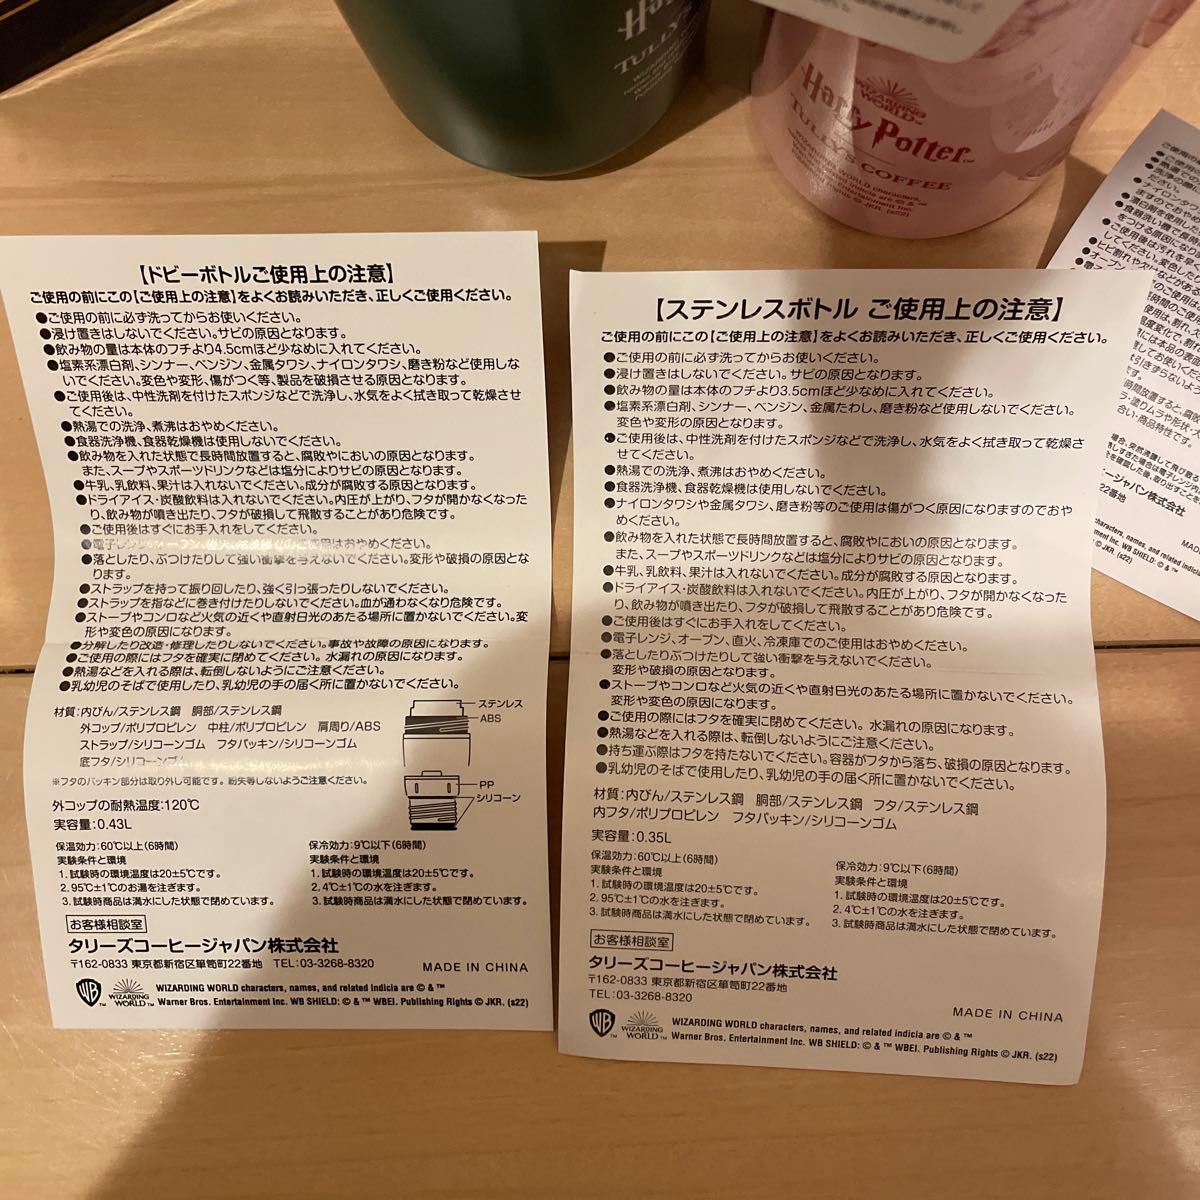 Harry
TULLY'S
WIZARDING
WORLD
Harry Potter
TULLY'S COFFEE
WIZARDING WORLD characters,
© JKR. (s22)
【ドビーボトルご使用上の注意】
ご使用の前にこの【ご使用上の注意】をよくお読みいただき、正しくご使用ください。
●ご使用の前に必ず洗ってからお使いください。
●浸け置きはしないでください。サビの原因となります。
●飲み物の量は本体のフチより4.5cmほど少なめに入れてください。
●塩素系漂白剤、シンナー、ベンジン、金属タワシ、ナイロンタワシ、磨き粉など使用しな
いでください。変色や変形、傷がつく等、製品を破損させる原因となります。
●ご使用後は、中性洗剤を付けたスポンジなどで洗浄し、水気をよく拭き取って乾燥させ
てください。
●熱湯での洗浄、煮沸はおやめください。
●食器洗浄機、食器乾燥機は使用しないでください。
●飲み物を入れた状態で長時間放置すると、腐敗やにおいの原因となります。
また、スープやスポーツドリンクなどは塩分によりサビの原因となります。
●牛乳、乳飲料、果汁は入れないでください。成分が腐敗する原因となります。
●ドライアイス・炭酸飲料は入れないでください。内圧が上がり、フタが開かなくなった
り、飲み物が噴き出たり、フタが破損して飛散することがあり危険です。
●ご使用後はすぐにお手入れをしてください。
●電子レンジ、オーブン、直火、冷凍庫でのご使用はおやめください。
●落としたり、ぶつけたりして強い衝撃を与えないでください。変形や破損の原因とな
ります。
●ストラップを持って振り回したり、強く引っ張ったりしないでください。
●ストラップを指などに巻き付けたりしないでください。血が通わなくなり危険です。
●ストーブやコンロなど火気の近くや直射日光のあたる場所に置かないでください。変
形や変色の原因になります。
●分解したり改造・修理したりしないでください。事故や故障の原因になります。
●ご使用の際にはフタを確実に閉めてください。水漏れの原因になります。
●熱湯などを入れる際は、転倒しないようにご注意ください。
●乳幼児のそばで使用したり、乳幼児の手の届く所に置かないでください。
材質：内びん/ステンレス鋼 胴部/ステンレス鋼
外コップ/ポリプロピレン 中柱/ポリプロピレン 肩周り/ABS
ストラップ/シリコーンゴム フタパッキン/シリコーンゴム
底フタ/シリコーンゴム
ステンレス
ABS
PP
シリコーン
※フタのパッキン部分は取り外し可能です。紛失等しないようご注意ください。
外コップの耐熱温度：120℃
実容量：0.43L
保温効力：60℃以上(6時間)
実験条件と環境
1. 試験時の環境温度は20±5℃です。
2. 95℃±1℃のお湯を注ぎます。
3. 試験時商品は満水にした状態で閉めています。
保冷効力：9℃以下(6時間)
実験条件と環境
1. 試験時の環境温度は20±5℃です。
2. 4℃±1℃の水を注ぎます。
3. 試験時商品は満水にした状態で閉めています。
お客様相談室
タリーズコーヒージャパン株式会社
〒162-0833 東京都新宿区箪笥町22番地 TEL：03-3268-8320
MADE IN CHINA
WB
WIZARDING
WORLD
WIZARDING WORLD characters, names, and related indicia are © & ™
Warner Bros. Entertainment Inc. WB SHIELD: © & ™ WBEI. Publishing Rights © JKR. (s22)
【ステンレスボトル ご使用上の注意】
ご使用の前にこの【ご使用上の注意】をよくお読みいただき、正しくご使用ください。
●ご使用の前に必ず洗ってからお使いください。
●浸け置きはしないでください。サビの原因となります。
●飲み物の量は本体のフチより3.5cmほど少なめに入れてください。
●塩素系漂白剤、シンナー、ベンジン、金属たわし、磨き粉など使用しないでください。
変色や変形の原因となります。
●ご使用後は、中性洗剤を付けたスポンジなどで洗浄し、水気をよく拭き取って乾燥さ
せてください。
●熱湯での洗浄、煮沸はおやめください。
●食器洗浄機、食器乾燥機は使用しないでください。
●ナイロンタワシや金属タワシ、磨き粉等のご使用は傷がつく原因になりますのでおや
めください。
●飲み物を入れた状態で長時間放置すると、腐敗やにおいの原因となります。
また、スープやスポーツドリンクなどは塩分によりサビの原因となります。
●牛乳、乳飲料、果汁は入れないでください。成分が腐敗する原因となります。
●ドライアイス・炭酸飲料は入れないでください。内圧が上がり、フタが開かなくなった
り、飲み物が噴き出たり、フタが破損して飛散することがあり危険です。
●ご使用後はすぐにお手入れをしてください。
●電子レンジ、オーブン、直火、冷凍庫でのご使用はおやめください。
●落としたりぶつけたりして強い衝撃を与えないでください。
変形や破損の原因となります。
●ストーブやコンロなど火気の近くや直射日光のあたる場所に置かないでください。
変形や変色の原因になります。
●ご使用の際にはフタを確実に閉めてください。水漏れの原因になります。
●熱湯などを入れる際は、転倒しないようにご注意ください。
●持ち運ぶ際はフタを持たないでください。容器がフタから落ち、破損の原因となります。
●乳幼児のそばで使用したり、乳幼児の手の届く所に置かないでください。
材質：内びん/ステンレス鋼 胴部/ステンレス鋼 フタ/ステンレス鋼
内フタ/ポリプロピレン フタパッキン/シリコーンゴム
実容量：0.35L
保温効力：60℃以上(6時間)
実験条件と環境
1. 試験時の環境温度は20±5℃です。
2. 95℃±1℃のお湯を注ぎます。
3. 試験時商品は満水にした状態で閉めています。
保冷効力：9℃以下(6時間)
実験条件と環境
1. 試験時の環境温度は20±5℃です。
2. 4℃±1℃の水を注ぎます。
3. 試験時商品は満水にした状態で閉めています。
お客様相談室
タリーズコーヒージャパン株式会社
〒162-0833 東京都新宿区箪笥町22番地
TEL：03-3268-8320
MADE IN CHINA
WB
WIZARDING
WORLD
WIZARDING WORLD characters, names, and related indicia are © & ™
Warner Bros. Entertainment Inc. WB SHIELD: © & ™ WBEI. Publishing Rights © JKR. (s22)